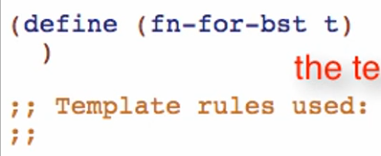 (define (fn-for-bst t)
)
the te
;; Template rules used:
;;